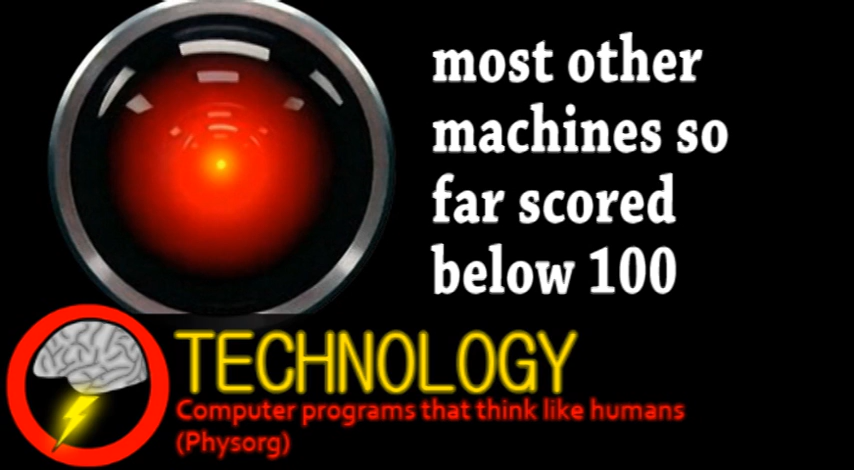 most other
machines so
far scored
below 100
TECHNOLOGY
Computer programs that think like humans
(Physorg)